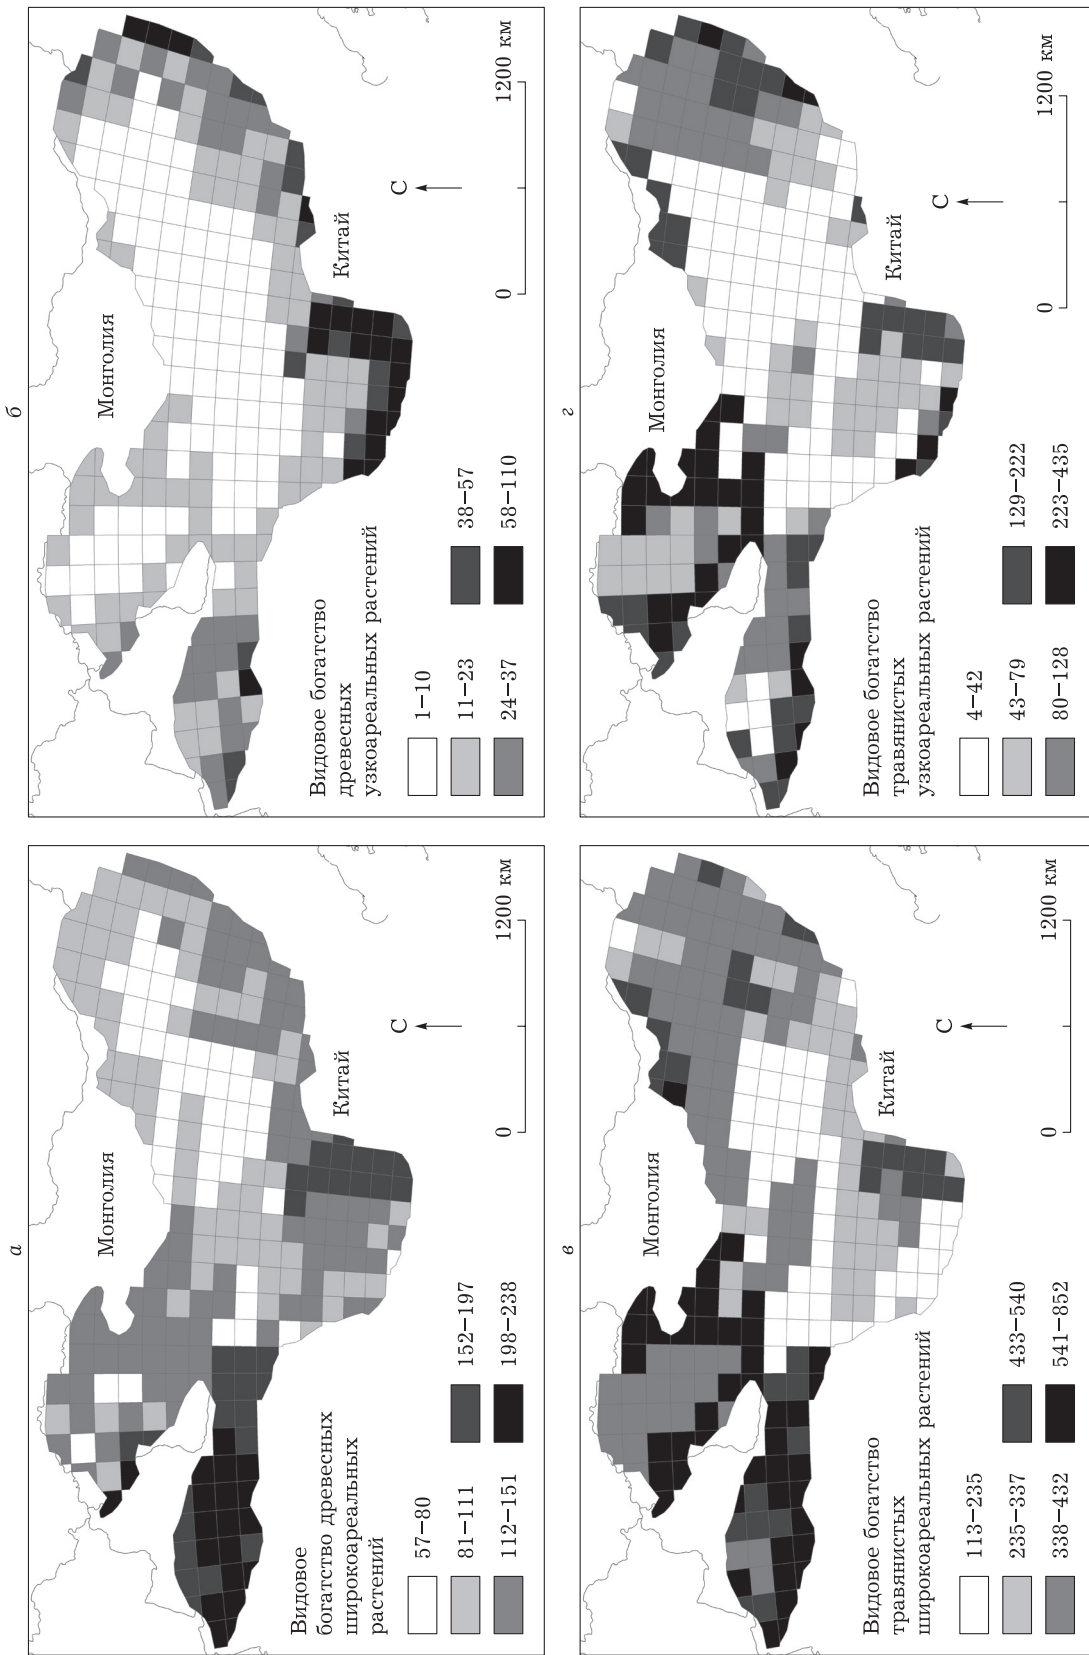 а
Монголия
Китай
С
0
1200 км
Видовое
богатство древесных
широкоареальных
растений
57–80
81–111
112–151
152–197
198–238
б
Монголия
Китай
С
0
1200 км
Видовое богатство
древесных
узкоареальных растений
1–10
11–23
24–37
38–57
58–110
в
Монголия
Китай
С
0
1200 км
Видовое богатство
травянистых
широкоареальных растений
113–235
235–337
338–432
433–540
541–852
г
Монголия
Китай
С
0
1200 км
Видовое богатство
травянистых
узкоареальных растений
4–42
43–79
80–128
129–222
223–435